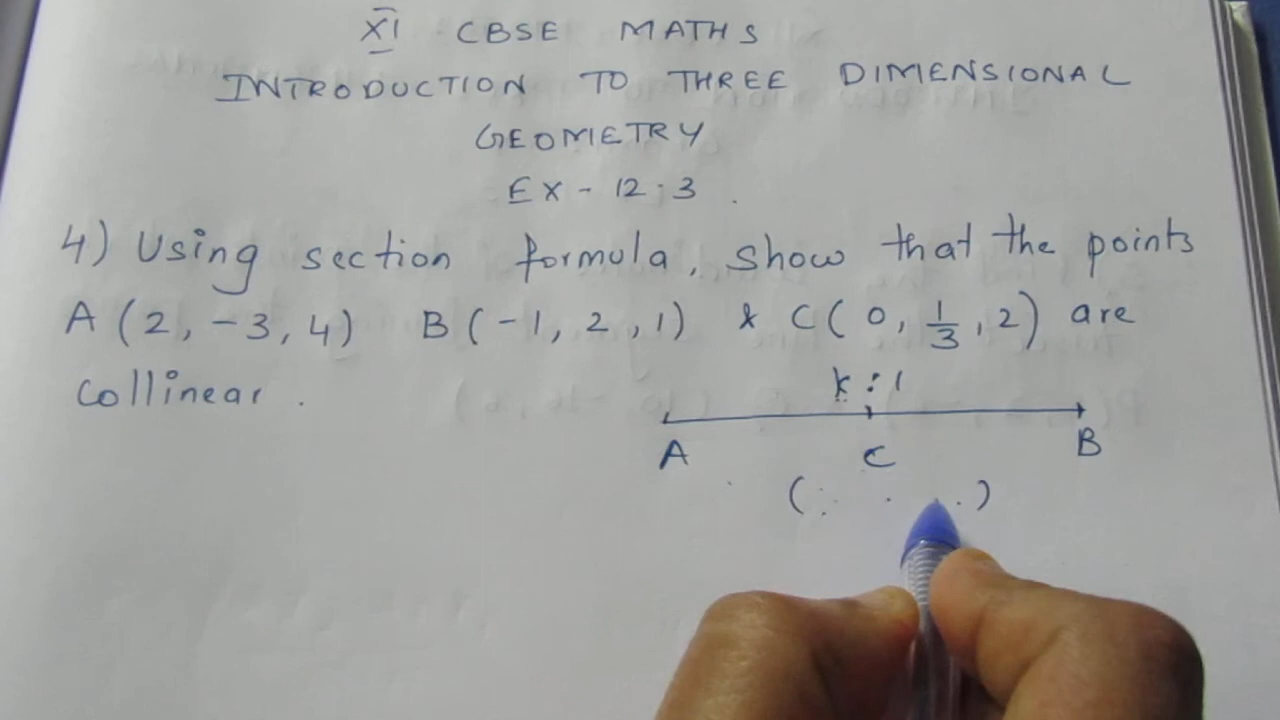 XI CBSE MATHS
INTRODUCTION TO THREE DIMENSIONAL
GEOMETRY
EX - 12.3.
4) Using section formula, show that the points
A(2, -3, 4) B(-1, 2, 1) & C(0, 1/3, 2) are
collinear.
k : 1
A C B
( )